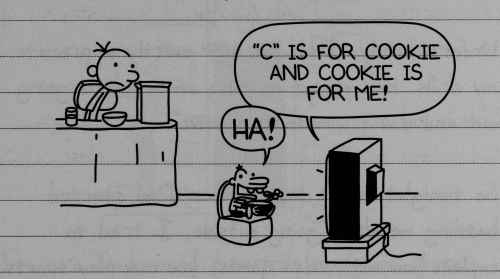 "C" IS FOR COOKIE
AND COOKIE IS
FOR ME!
HA!